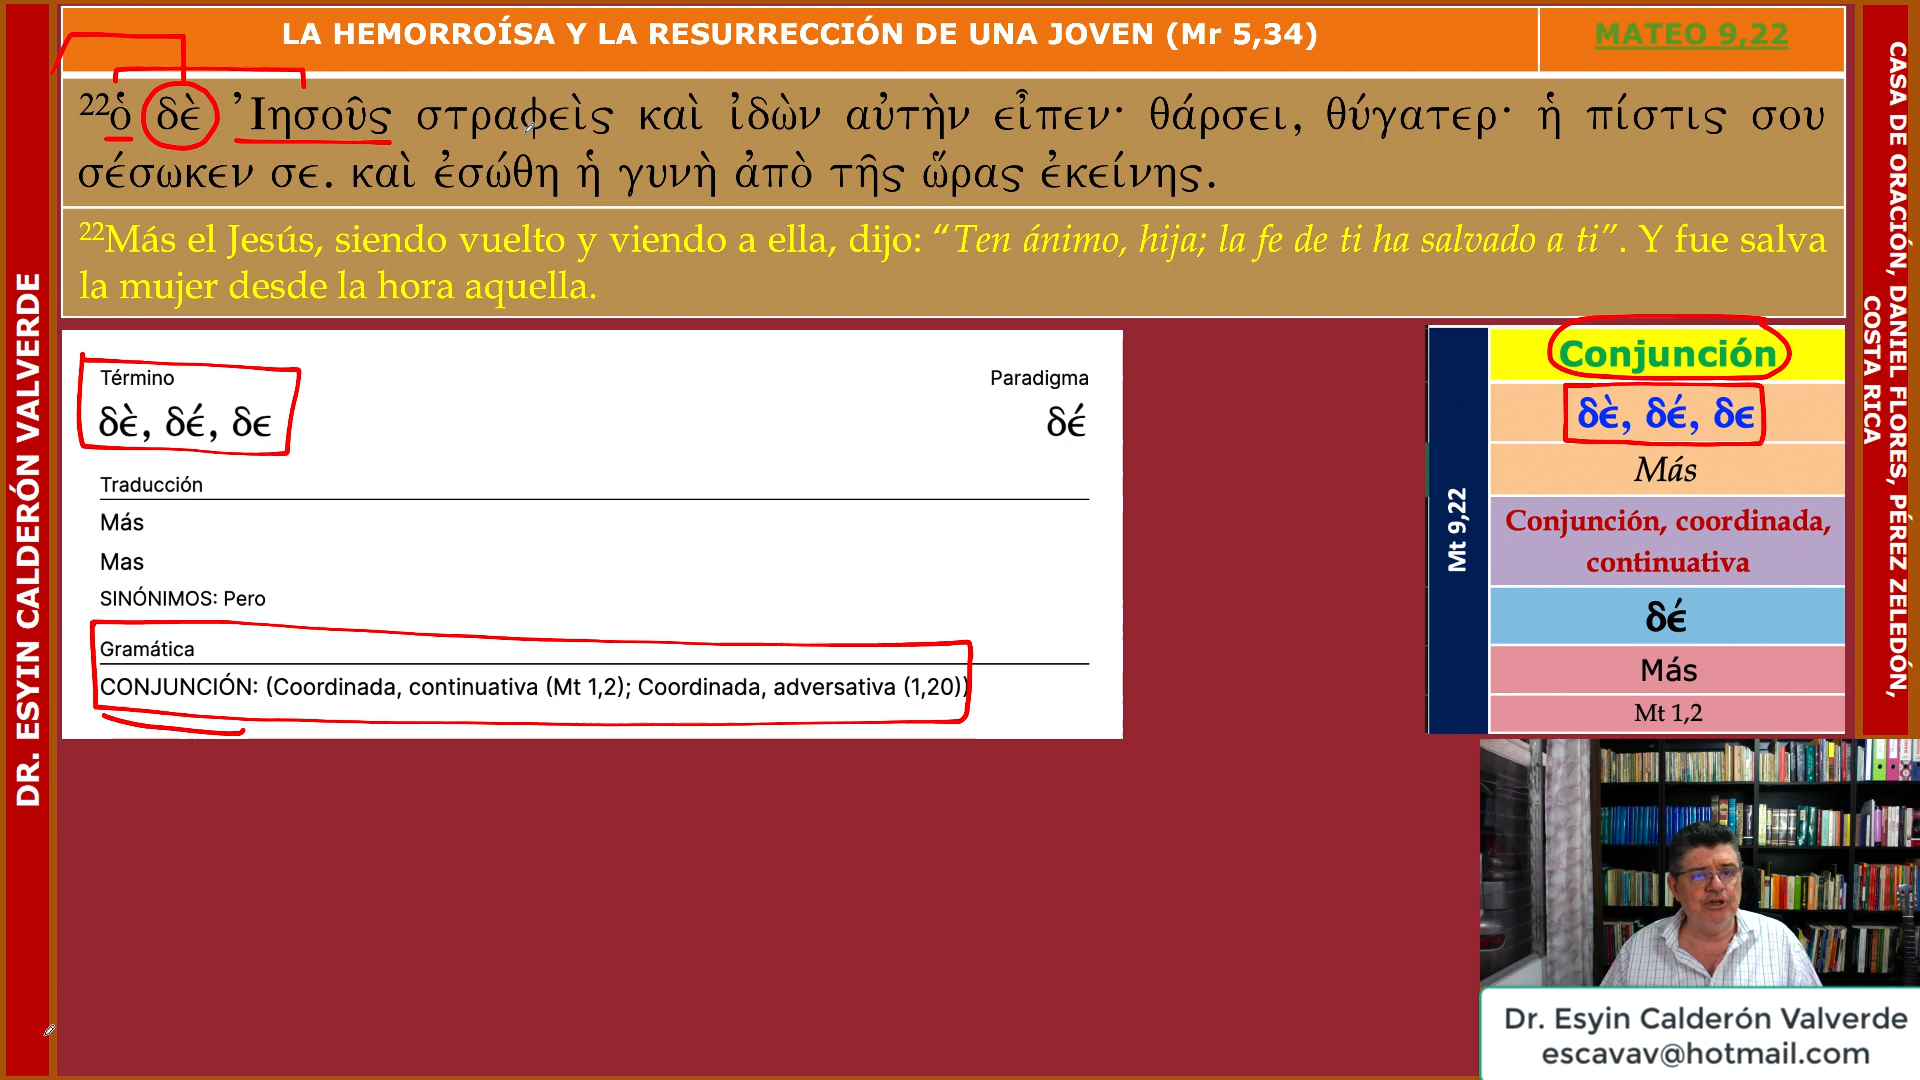 LA HEMORROÍSA Y LA RESURRECCIÓN DE UNA JOVEN (Mr 5,34)
MATEO 9,22
22ὁ δὲ Ἰησοῦς στραφεὶς καὶ ἰδὼν αὐτὴν εἶπεν· θάρσει, θύγατερ· ἡ πίστις σου
σέσωκεν σε. καὶ ἐσώθη ἡ γυνὴ ἀπὸ τῆς ὥρας ἐκείνης.
22Más el Jesús, siendo vuelto y viendo a ella, dijo: “Ten ánimo, hija; la fe de ti ha salvado a ti”. Y fue salva
la mujer desde la hora aquella.
Término
Paradigma
δὲ, δέ, δε
δέ
Traducción
Más
Mas
SINÓNIMOS: Pero
Gramática
CONJUNCIÓN: (Coordinada, continuativa (Mt 1,2); Coordinada, adversativa (1,20))
Mt 9,22
Conjunción
δὲ, δέ, δε
Más
Conjunción, coordinada,
continuativa
δέ
Más
Mt 1,2
DR. ESYIN CALDERÓN VALVERDE
CASA DE ORACIÓN, DANIEL FLORES, PÉREZ ZELEDÓN,
COSTA RICA
Dr. Esyin Calderón Valverde
escavav@hotmail.com